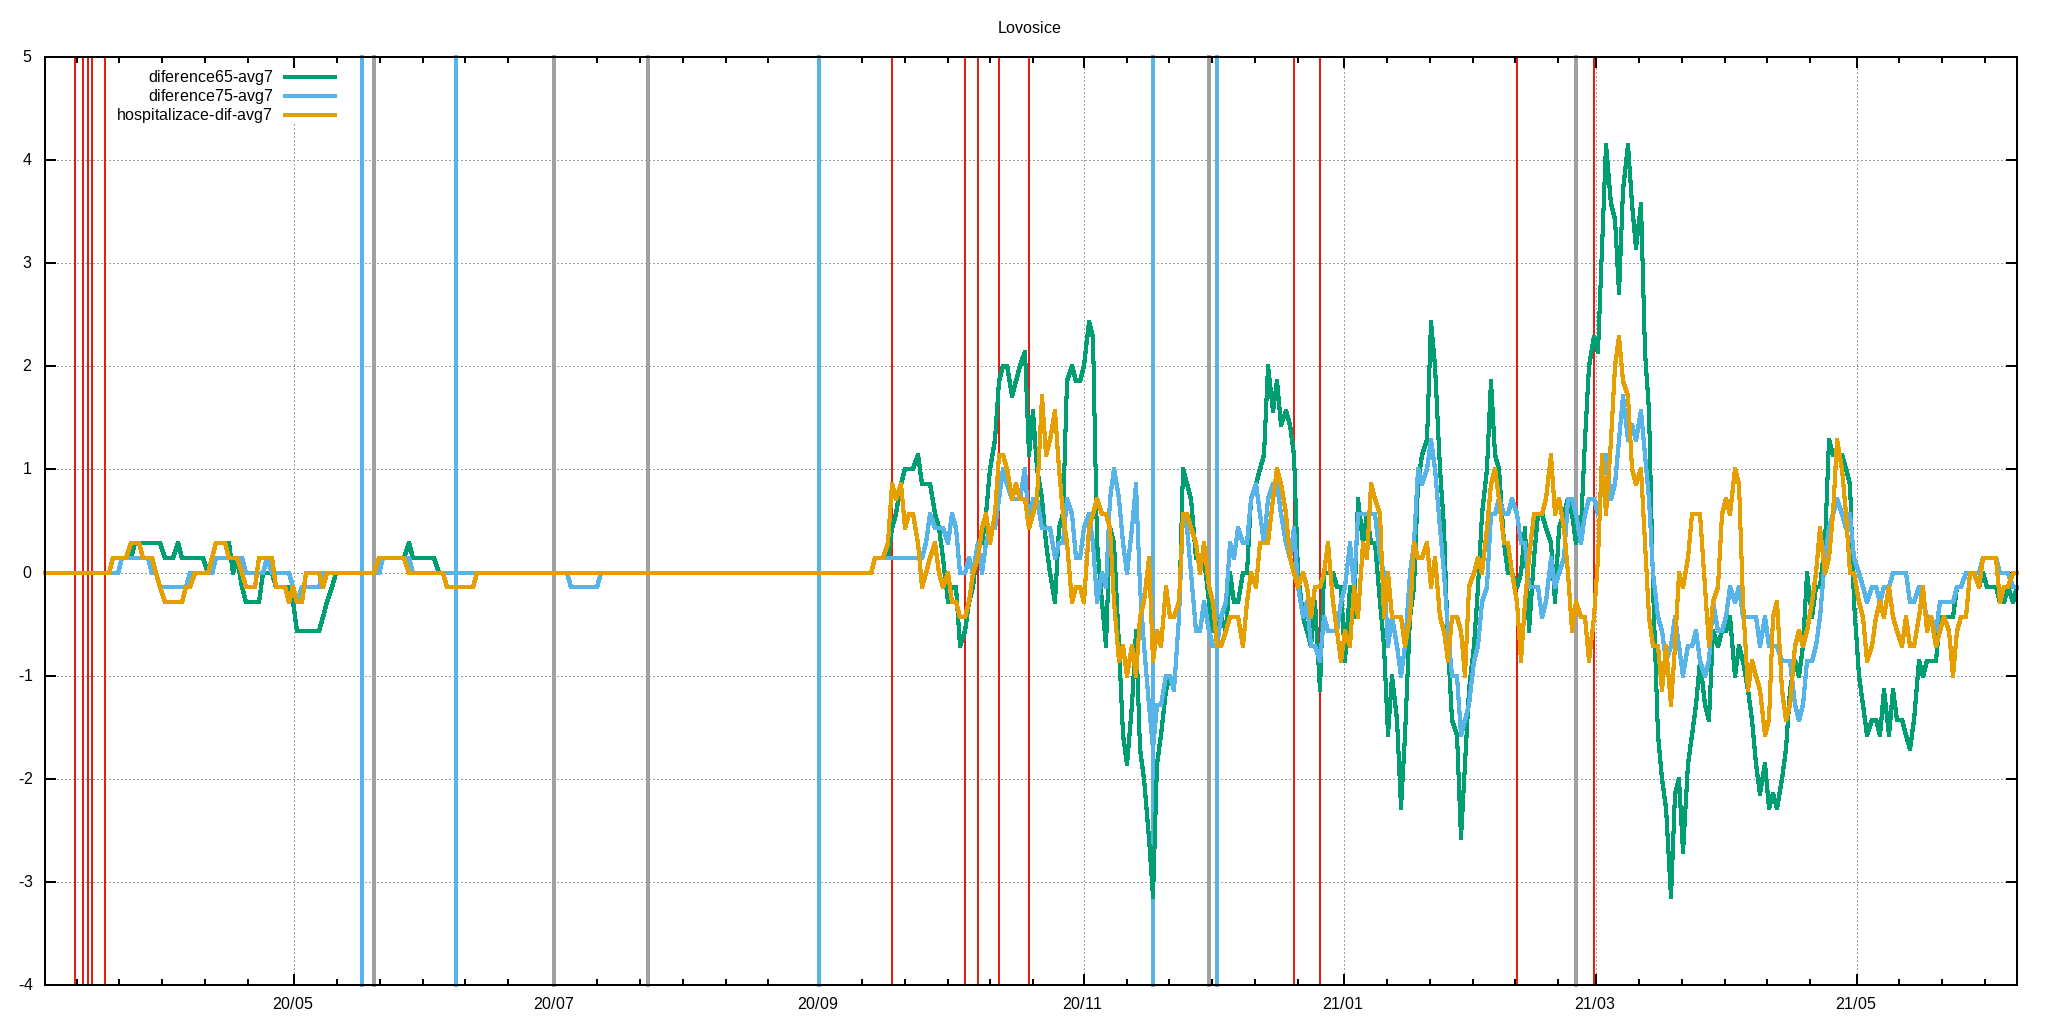 Lovosice
5
diference65-avg7
diference75-avg7
hospitalizace-dif-avg7
4
3
2
1
0
-1
-2
-3
-4
20/05 20/07 20/09 20/11 21/01 21/03 21/05